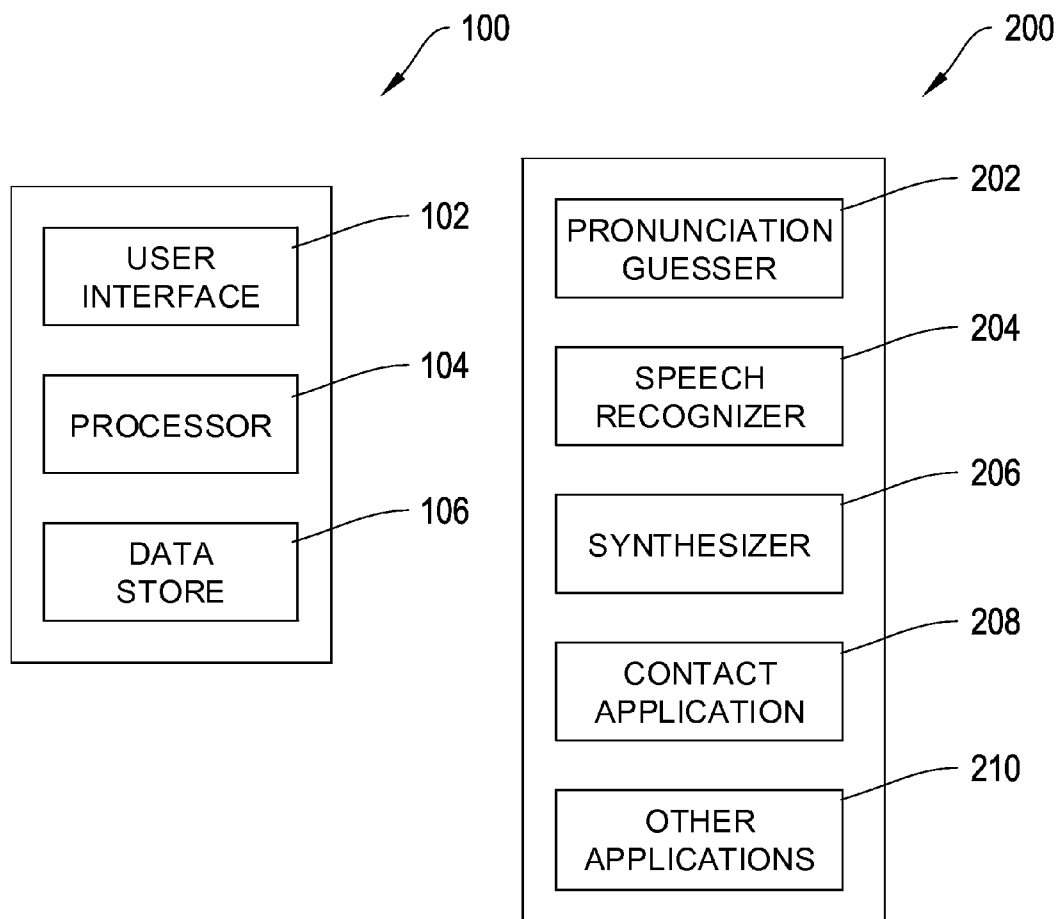 100
102
USER
INTERFACE
104
PROCESSOR
106
DATA
STORE
200
202
PRONUNCIATION
GUESSER
204
SPEECH
RECOGNIZER
206
SYNTHESIZER
208
CONTACT
APPLICATION
210
OTHER
APPLICATIONS